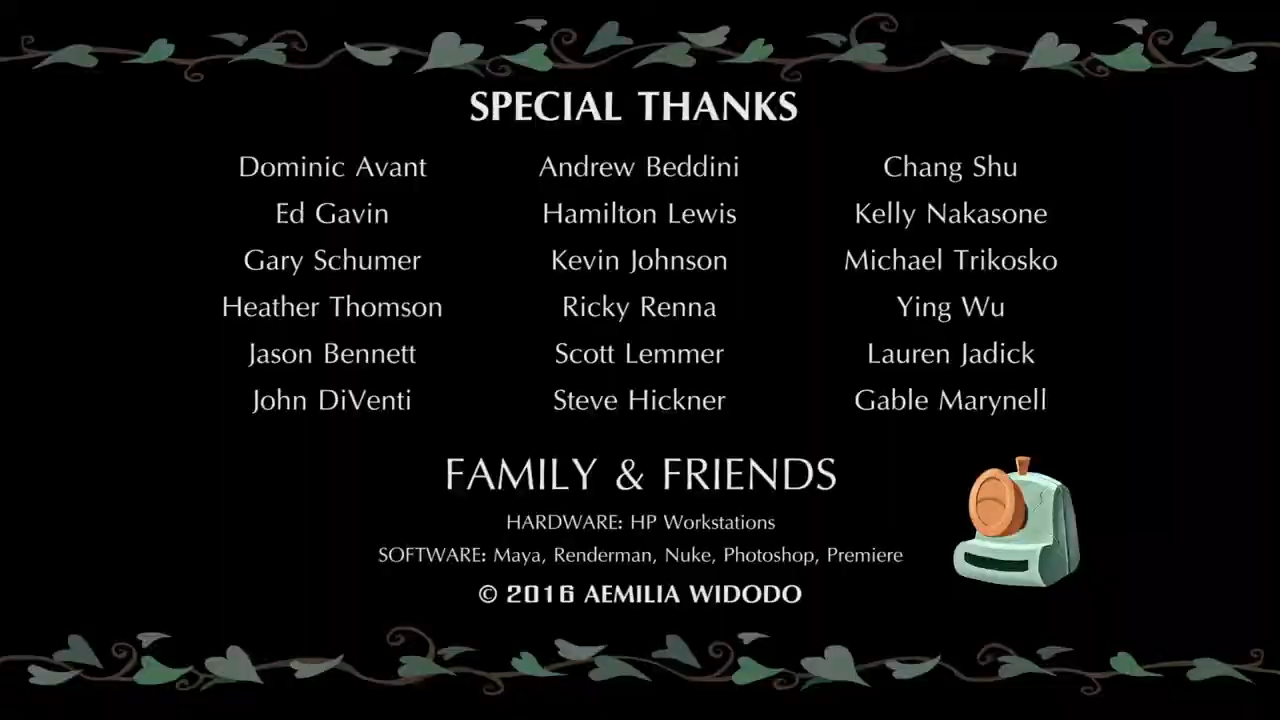 SPECIAL THANKS
Dominic Avant
Ed Gavin
Gary Schumer
Heather Thomson
Jason Bennett
John DiVenti
Andrew Beddini
Hamilton Lewis
Kevin Johnson
Ricky Renna
Scott Lemmer
Steve Hickner
Chang Shu
Kelly Nakasone
Michael Trikosko
Ying Wu
Lauren Jadick
Gable Marynell
FAMILY & FRIENDS
HARDWARE: HP Workstations
SOFTWARE: Maya, Renderman, Nuke, Photoshop, Premiere
© 2016 AEMILIA WIDODO